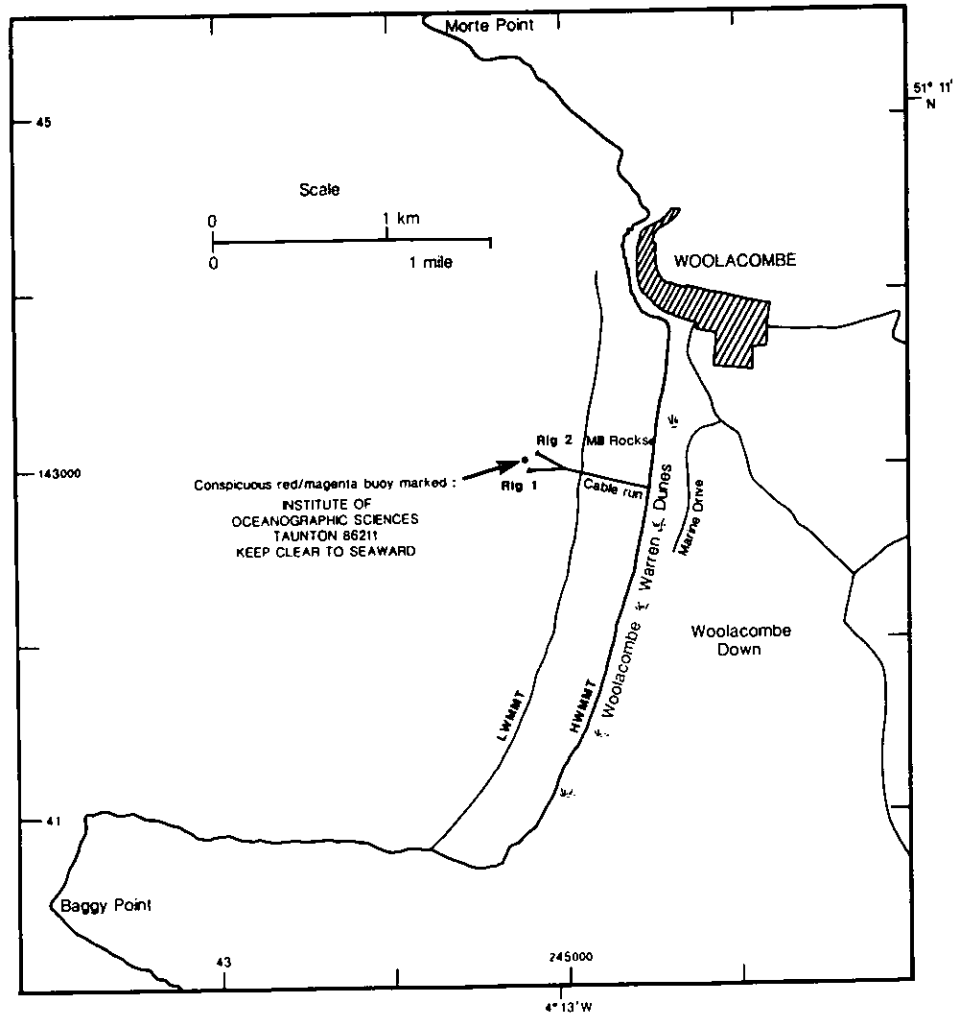 Morte Point
51° 11'
N
45
Scale
0
1 km
0
1 mile
WOOLACOMBE
Rig 2
Mill Rocks
143000
Rig 1
Cable run
Conspicuous red/magenta buoy marked :
INSTITUTE OF
OCEANOGRAPHIC SCIENCES
TAUNTON 86211
KEEP CLEAR TO SEAWARD
Woolacombe Warren Dunes
Marine Drive
Woolacombe
Down
LWMMT
HWMMT
41
Baggy Point
43
245000
4° 13' W